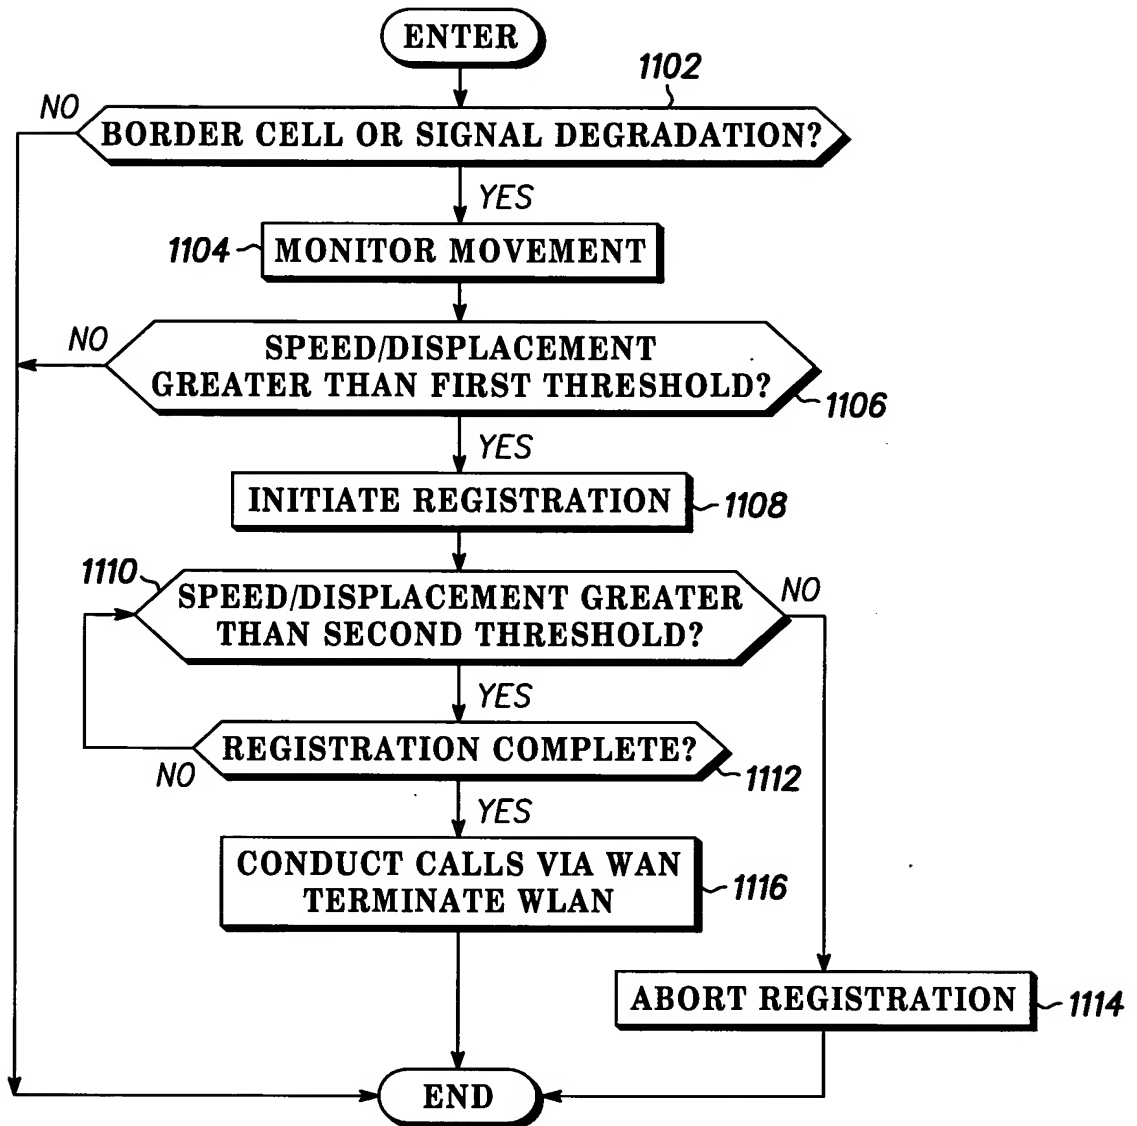 ENTER
1102
NO
BORDER CELL OR SIGNAL DEGRADATION?
YES
1104
MONITOR MOVEMENT
NO
SPEED/DISPLACEMENT
GREATER THAN FIRST THRESHOLD?
1106
YES
INITIATE REGISTRATION
1108
1110
SPEED/DISPLACEMENT GREATER
THAN SECOND THRESHOLD?
NO
YES
REGISTRATION COMPLETE?
NO
1112
YES
CONDUCT CALLS VIA WAN
TERMINATE WLAN
1116
ABORT REGISTRATION
1114
END